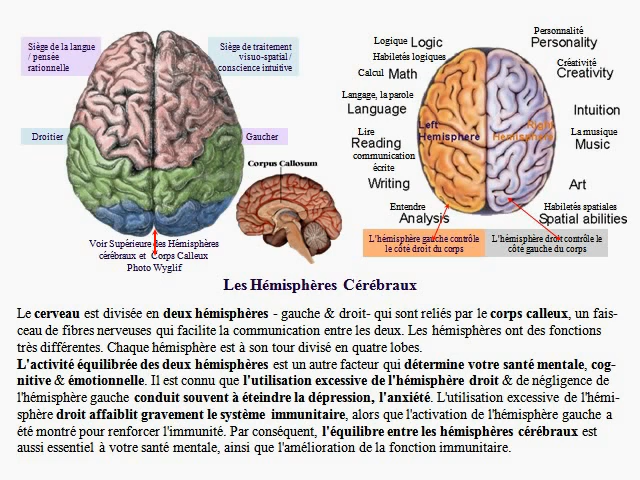 Siège de la langue
/ pensée
rationnelle
Siège de traitement
visuo-spatial /
conscience intuitive
Droitier
Gaucher
Corpus Callosum
Voir Supérieure des Hémisphères
cérébraux et Corps Calleux
Photo Wyglif
Logique Logic
Habiletés logiques
Calcul Math
Langage, la parole
Language
Lire
Reading
communication
écrite
Writing
Entendre
Analysis
Left
Hemisphere
Right
Hemisphere
Personnalité
Personality
Créativité
Creativity
Intuition
La musique
Music
Art
Habiletés spatiales
Spatial abilities
L'hémisphère gauche contrôle
le côté droit du corps
L'hémisphère droit contrôle le
côté gauche du corps
Les Hémisphères Cérébraux
Le cerveau est divisée en deux hémisphères - gauche & droit- qui sont reliés par le corps calleux, un fais-
ceau de fibres nerveuses qui facilite la communication entre les deux. Les hémisphères ont des fonctions
très différentes. Chaque hémisphère est à son tour divisé en quatre lobes.
L'activité équilibrée des deux hémisphères est un autre facteur qui détermine votre santé mentale, cog-
nitive & émotionnelle. Il est connu que l'utilisation excessive de l'hémisphère droit & de négligence de
l'hémisphère gauche conduit souvent à éteindre la dépression, l'anxiété. L'utilisation excessive de l'hémi-
sphère droit affaiblit gravement le système immunitaire, alors que l'activation de l'hémisphère gauche a
été montré pour renforcer l'immunité. Par conséquent, l'équilibre entre les hémisphères cérébraux est
aussi essentiel à votre santé mentale, ainsi que l'amélioration de la fonction immunitaire.